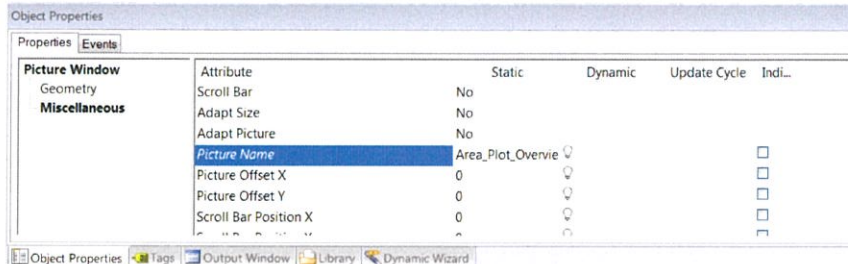 Object Properties
Properties Events
Picture Window
Geometry
Miscellaneous
Attribute Static Dynamic Update Cycle Indi...
Scroll Bar No
Adapt Size No
Adapt Picture No
Picture Name Area_Plot_Overvie
Picture Offset X 0
Picture Offset Y 0
Scroll Bar Position X 0
Object Properties Tags Output Window Library Dynamic Wizard